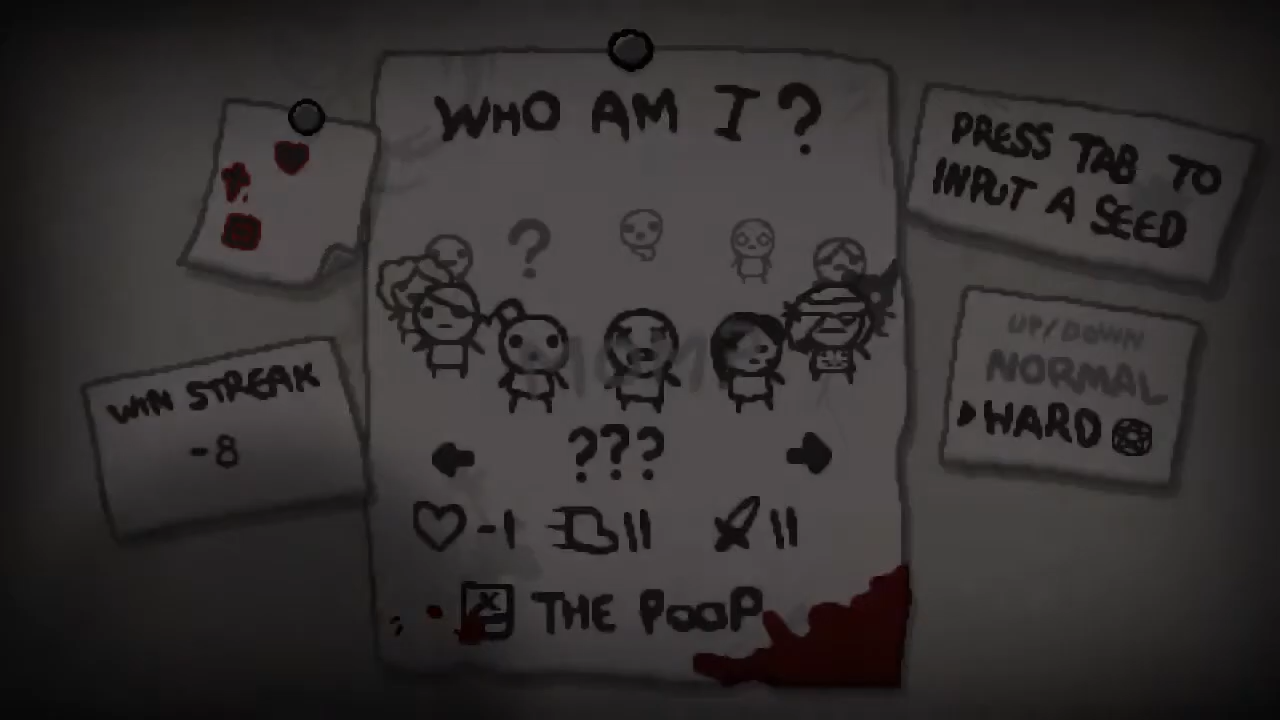 WHO AM I?
PRESS TAB TO
INPUT A SEED
?
UP/DOWN
NORMAL
HARD
WIN STREAK
-8
???
-1 11 11
THE POOP